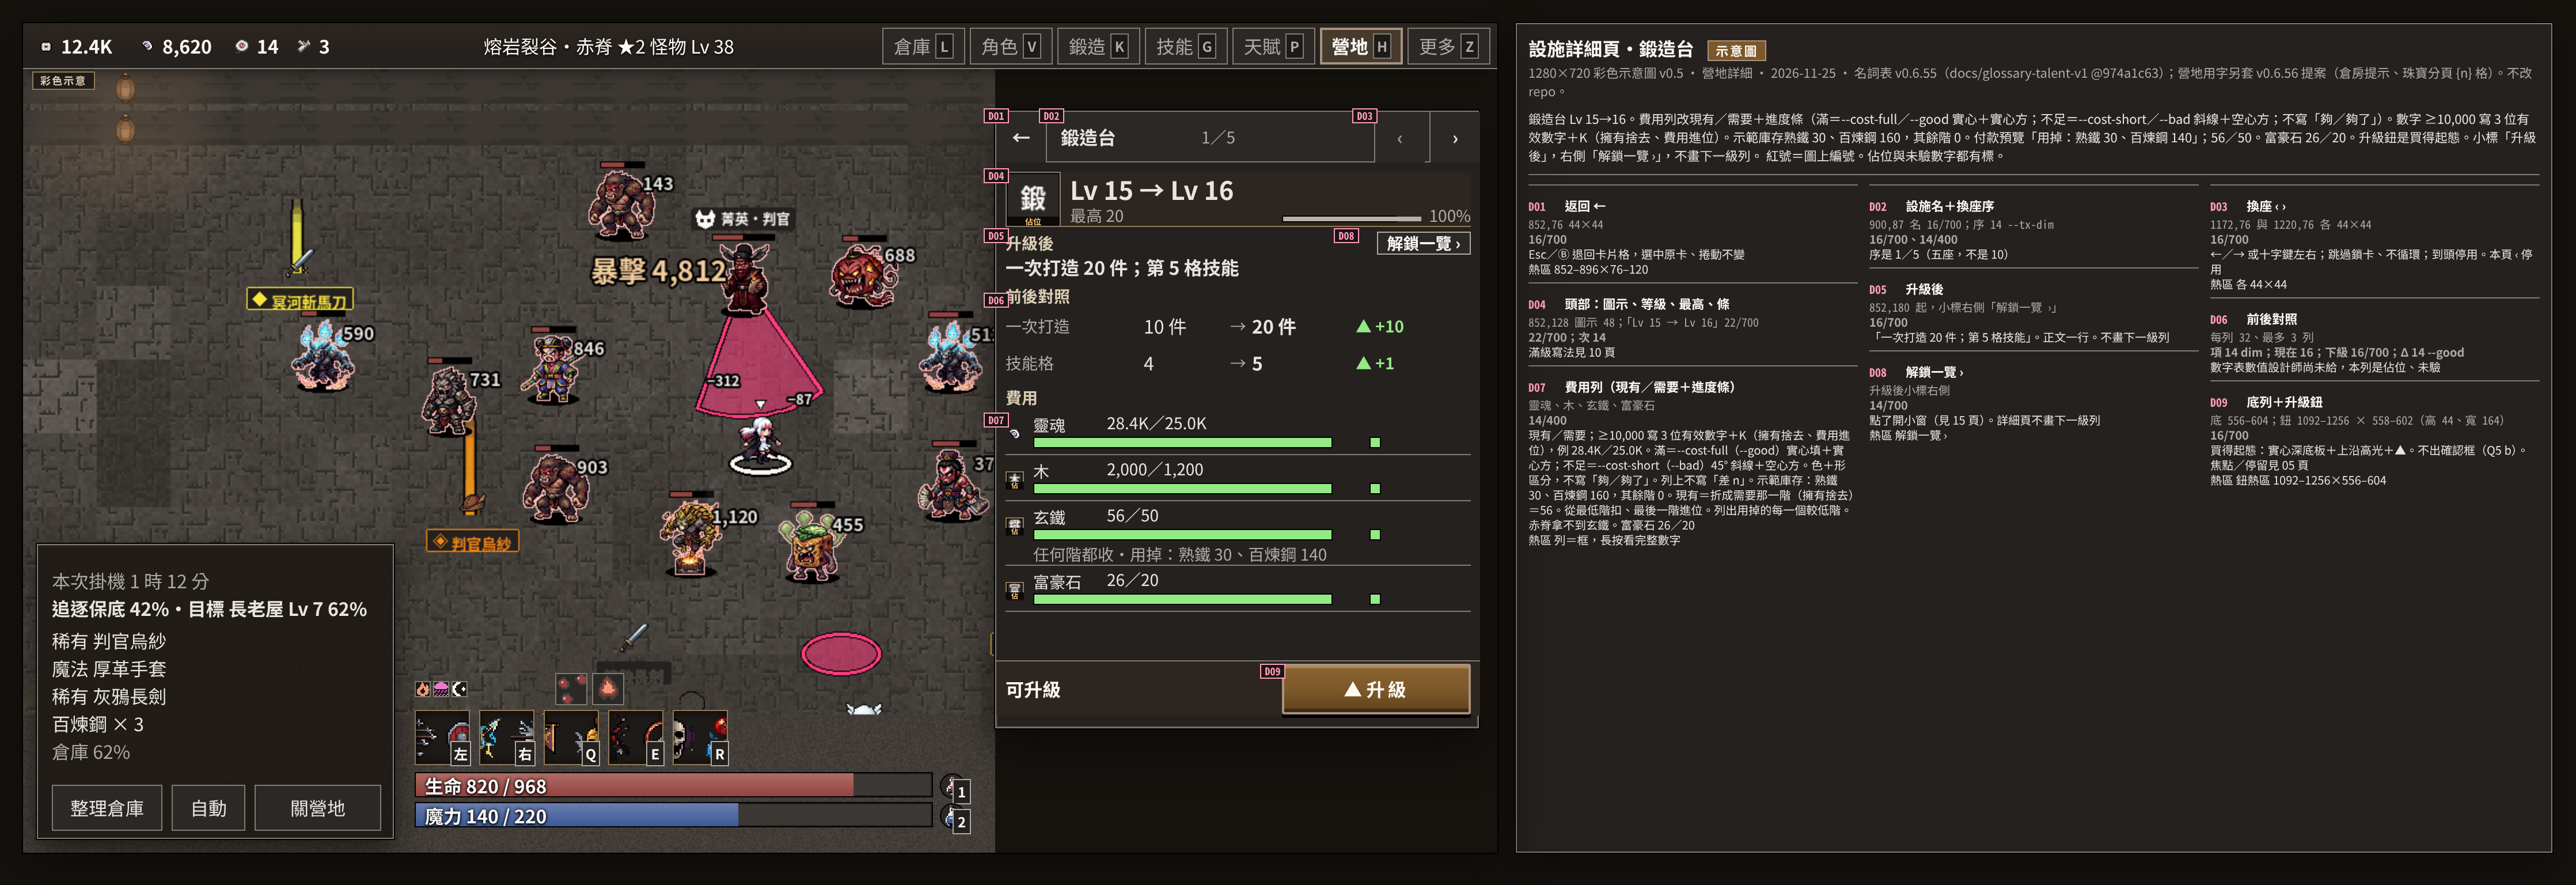 12.4K 8,620 14 3
熔岩裂谷・赤脊 ★2 怪物 Lv 38
倉庫 L 角色 V 鍛造 K 技能 G 天賦 P 營地 H 更多 Z
彩色示意
143
菁英・判官
688
暴擊 4,812
冥河斬馬刀
590
846
731
-312
-87
903
1,120
455
判官烏紗
本次掛機 1 時 12 分
追逐保底 42%・目標 長老屋 Lv 7 62%
稀有 判官烏紗
魔法 厚革手套
稀有 灰鴉長劍
百煉鋼 × 3
倉庫 62%
整理倉庫 自動 關營地
左 右 Q E R
生命 820 / 968 1
魔力 140 / 220 2
D01 D02 D03
← 鍛造台 1／5 ‹ ›
D04
鍛 佔位
Lv 15 → Lv 16
最高 20 100%
D05 升級後 D08 解鎖一覽 ›
一次打造 20 件；第 5 格技能
D06 前後對照
一次打造 10 件 → 20 件 ▲ +10
技能格 4 → 5 ▲ +1
費用
D07 靈魂 28.4K／25.0K
木 2,000／1,200
玄鐵 56／50
任何階都收・用掉：熟鐵 30、百煉鋼 140
富豪石 26／20
可升級 D09 ▲ 升級
設施詳細頁・鍛造台 示意圖
1280×720 彩色示意圖 v0.5 ・ 營地詳細 ・ 2026-11-25 ・ 名詞表 v0.6.55（docs/glossary-talent-v1 @974a1c63）；營地用字另套 v0.6.56 提案（倉房提示、珠寶分頁 {n} 格）。不改
repo。
鍛造台 Lv 15→16。費用列改現有／需要＋進度條（滿＝--cost-full／--good 實心＋實心方；不足＝--cost-short／--bad 斜線＋空心方；不寫「夠／夠了」）。數字 ≥10,000 寫 3 位有
效數字＋K（擁有捨去、費用進位）。示範庫存熟鐵 30、百煉鋼 160，其餘階 0。付款預覽「用掉：熟鐵 30、百煉鋼 140」；56／50。富豪石 26／20。升級鈕是買得起態。小標「升級
後」，右側「解鎖一覽 ›」，不畫下一級列。 紅號＝圖上編號。佔位與未驗數字都有標。
D01 返回 ←
852,76 44×44
16/700
Esc／Ⓑ 退回卡片格，選中原卡、捲動不變
熱區 852–896×76–120
D04 頭部：圖示、等級、最高、條
852,128 圖示 48；「Lv 15 → Lv 16」22/700
22/700；次 14
滿級寫法見 10 頁
D07 費用列（現有／需要＋進度條）
靈魂、木、玄鐵、富豪石
14/400
現有／需要；≥10,000 寫 3 位有效數字＋K（擁有捨去、費用進
位），例 28.4K／25.0K。滿＝--cost-full（--good）實心填＋實
心方；不足＝--cost-short（--bad）45° 斜線＋空心方。色＋形
區分，不寫「夠／夠了」。列上不寫「差 n」。示範庫存：熟鐵
30、百煉鋼 160，其餘階 0。現有＝折成需要那一階（擁有捨去）
＝56。從最低階扣、最後一階進位。列出用掉的每一個較低階。
赤脊拿不到玄鐵。富豪石 26／20
熱區 列＝框，長按看完整數字
D02 設施名＋換座序
900,87 名 16/700；序 14 --tx-dim
16/700、14/400
序是 1／5（五座，不是 10）
D05 升級後
852,180 起，小標右側「解鎖一覽 ›」
16/700
「一次打造 20 件；第 5 格技能」。正文一行。不畫下一級列
D08 解鎖一覽 ›
升級後小標右側
14/700
點了開小窗（見 15 頁）。詳細頁不畫下一級列
熱區 解鎖一覽 ›
D03 換座 ‹ ›
1172,76 與 1220,76 各 44×44
16/700
←／→ 或十字鍵左右；跳過鎖卡、不循環；到頭停用。本頁 ‹ 停
用
熱區 各 44×44
D06 前後對照
每列 32、最多 3 列
項 14 dim；現在 16；下級 16/700；Δ 14 --good
數字表數值設計師尚未給，本列是佔位、未驗
D09 底列＋升級鈕
底 556–604；鈕 1092–1256 × 558–602（高 44、寬 164）
16/700
買得起態：實心深底板＋上沿高光＋▲。不出確認框（Q5 b）。
焦點／停留見 05 頁
熱區 鈕熱區 1092–1256×556–604